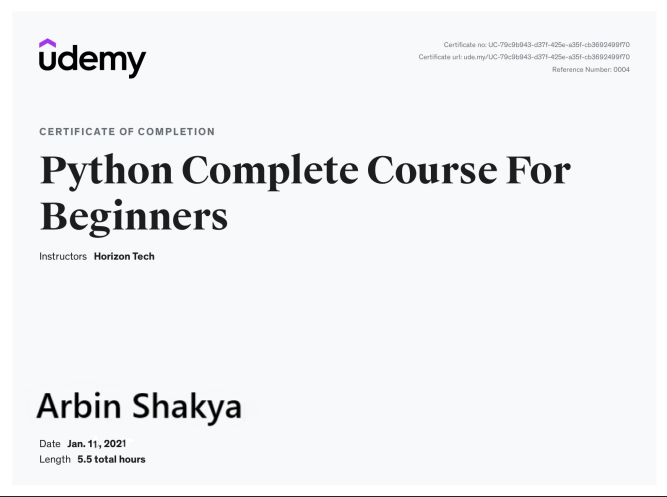 udemy
Certificate no: UC-79c9b943-d37f-425e-a35f-cb3692499f70
Certificate url: ude.my/UC-79c9b943-d37f-425e-a35f-cb3692499f70
Reference Number: 0004
CERTIFICATE OF COMPLETION
Python Complete Course For
Beginners
Instructors Horizon Tech
Arbin Shakya
Date Jan. 11, 2021
Length 5.5 total hours